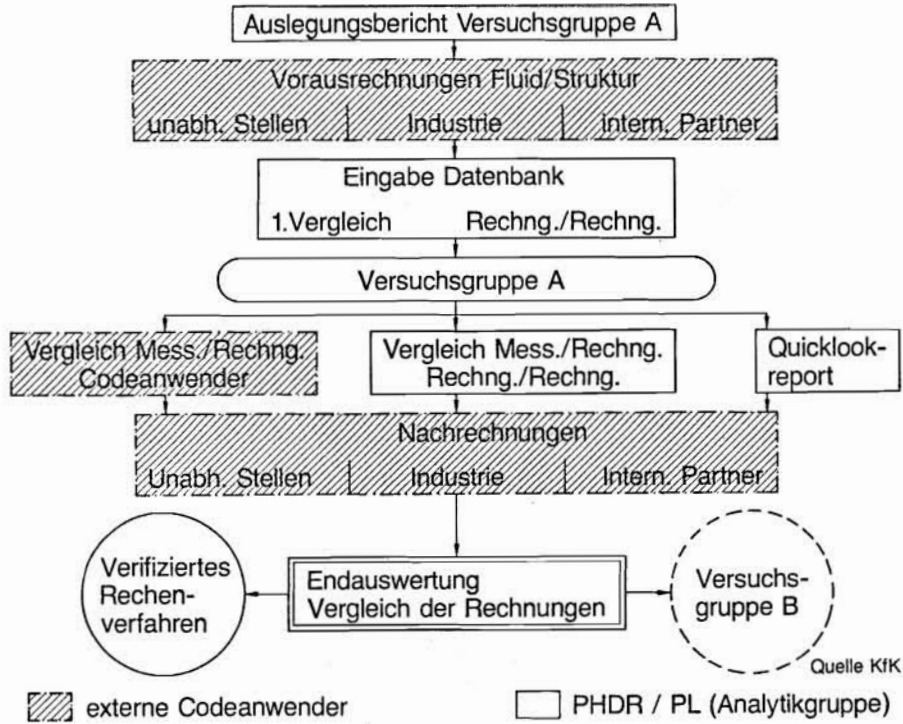 Auslegungsbericht Versuchsgruppe A
Vorausrechnungen Fluid/Struktur
unabh. Stellen Industrie intern. Partner
Eingabe Datenbank
1.Vergleich Rechng./Rechng.
Versuchsgruppe A
Vergleich Mess./Rechng.
Codeanwender
Vergleich Mess./Rechng.
Rechng./Rechng.
Quicklook-
report
Nachrechnungen
Unabh. Stellen Industrie Intern. Partner
Verifiziertes
Rechen-
verfahren
Endauswertung
Vergleich der Rechnungen
Versuchs-
gruppe B
Quelle KfK
externe Codeanwender
PHDR / PL (Analytikgruppe)